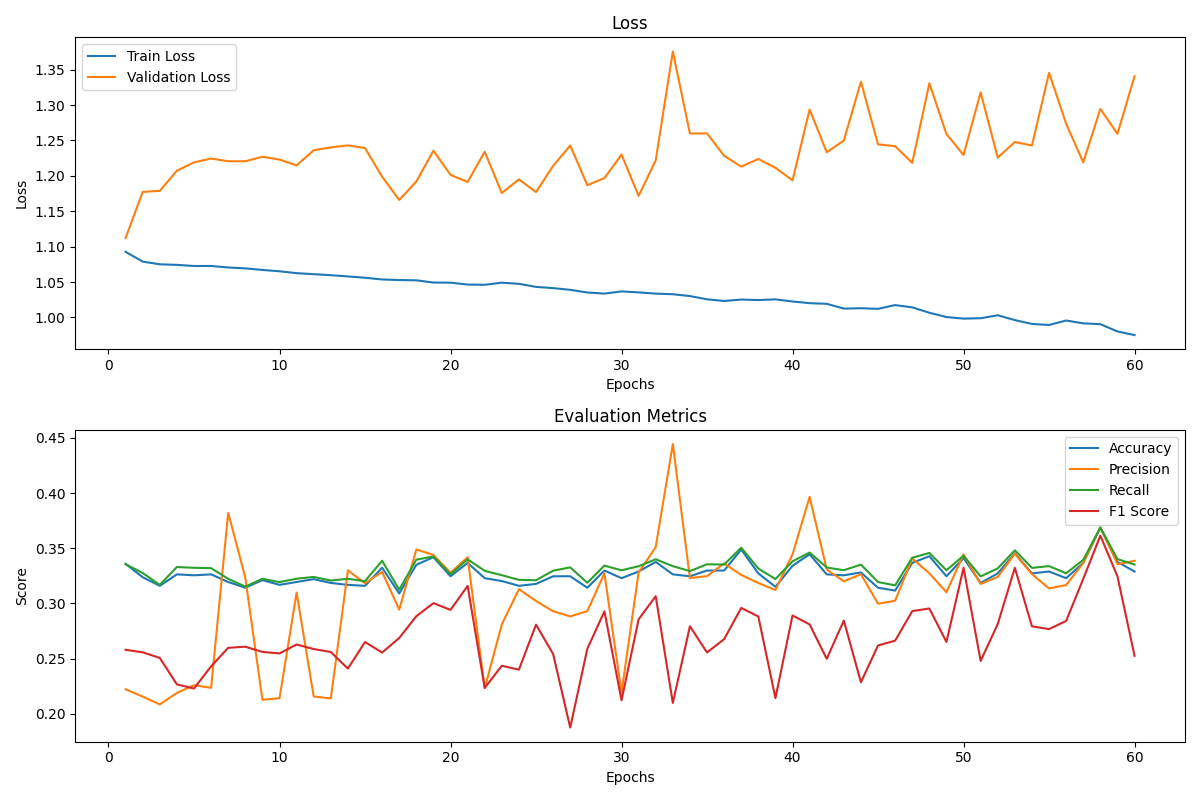 Loss
Train Loss
Validation Loss
1.35
1.30
1.25
1.20
1.15
1.10
1.05
1.00
Loss
0 10 20 30 40 50 60
Epochs
Evaluation Metrics
Accuracy
Precision
Recall
F1 Score
0.45
0.40
0.35
0.30
0.25
0.20
Score
0 10 20 30 40 50 60
Epochs